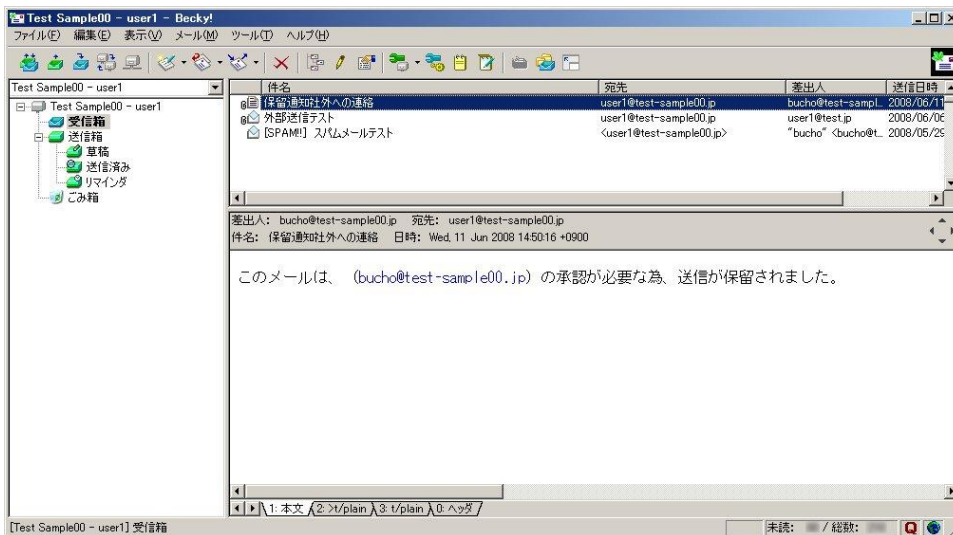 Test Sample00 - user1 - Becky!
ファイル(F) 編集(E) 表示(V) メール(M) ツール(T) ヘルプ(H)
Test Sample00 - user1
Test Sample00 - user1
受信箱
送信箱
草稿
送信済み
リマインダ
ごみ箱
件名 宛先 差出人 送信日時
保留通知社外への連絡 user1@test-sample00.jp bucho@test-sampl... 2008/06/11
外部送信テスト user1@test-sample00.jp user1@test.jp 2008/06/06
[SPAM!!] スパムメールテスト <user1@test-sample00.jp> "bucho" <bucho@t... 2008/05/29
差出人: bucho@test-sample00.jp 宛先: user1@test-sample00.jp
件名: 保留通知社外への連絡 日時: Wed, 11 Jun 2008 14:50:16 +0900
このメールは、 (bucho@test-sample00.jp) の承認が必要な為、送信が保留されました。
1: 本文 2: >t/plain 3: t/plain 0: ヘッダ
[Test Sample00 - user1] 受信箱 未読: / 総数: Q